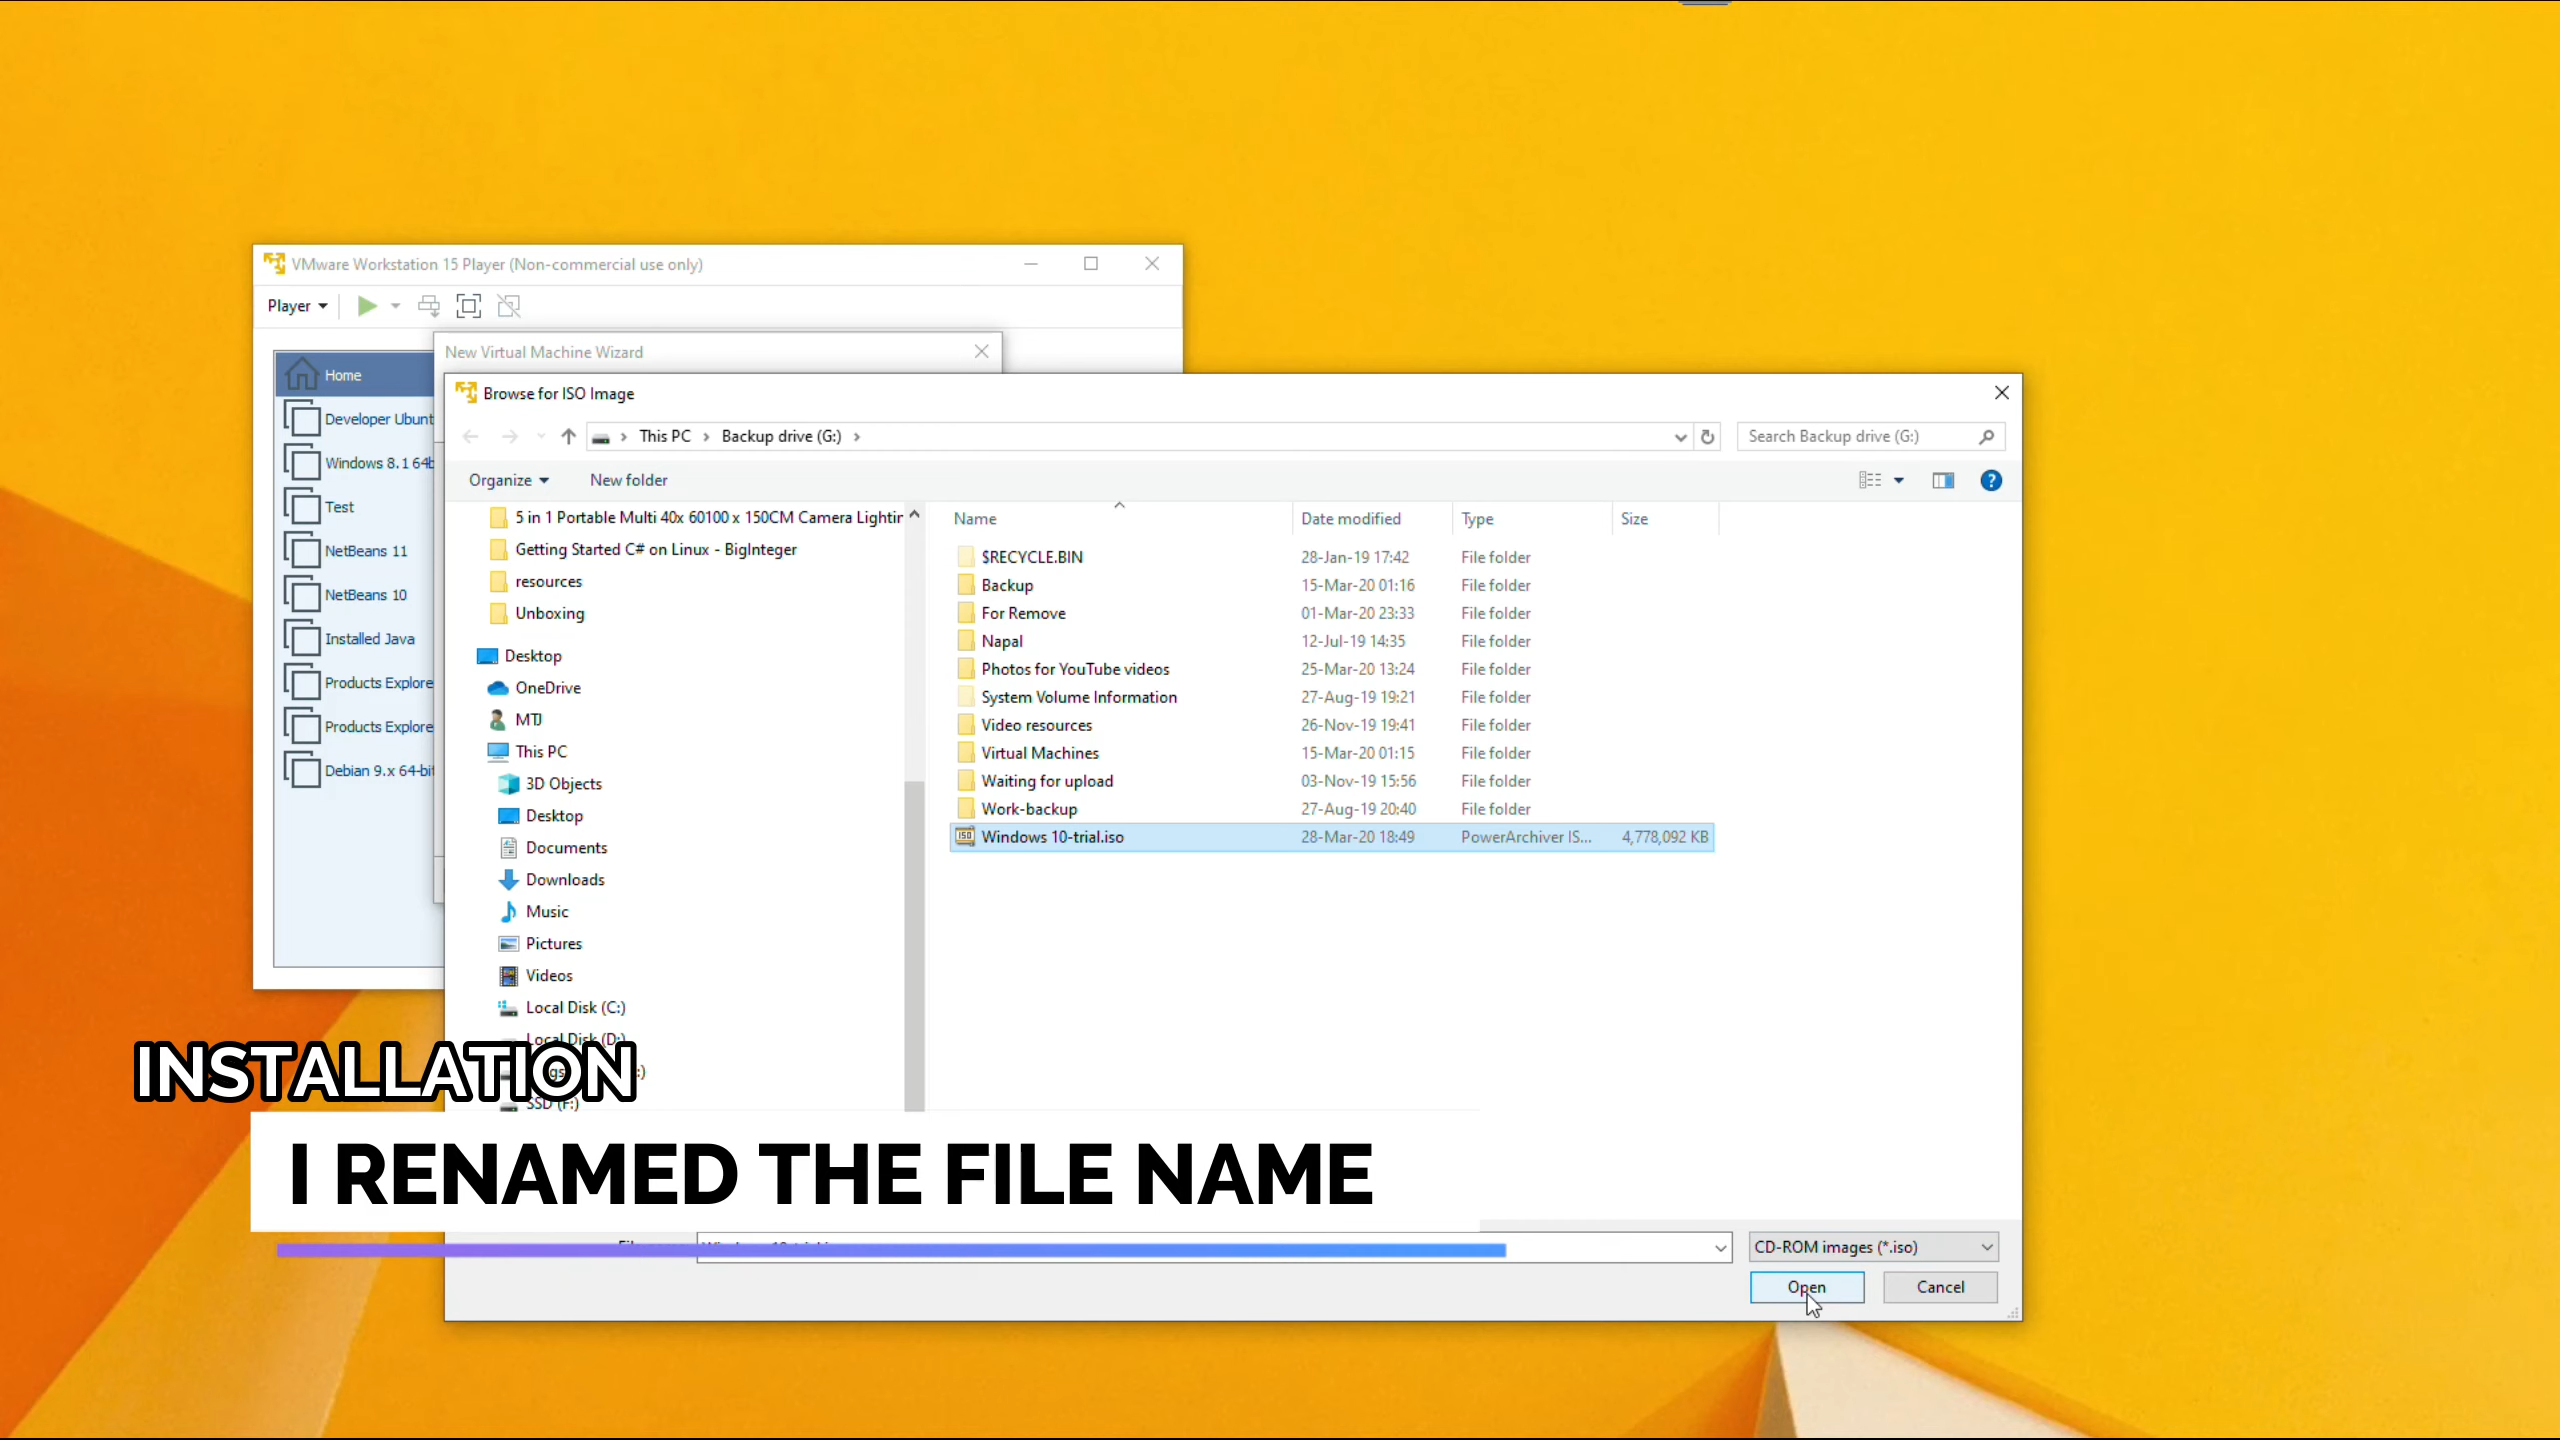 VMware Workstation 15 Player (Non-commercial use only)
Player
New Virtual Machine Wizard
Home
Developer Ubunt
Windows 8.1 64b
Test
NetBeans 11
NetBeans 10
Installed Java
Products Explore
Products Explore
Debian 9.x 64-bit
Browse for ISO Image
This PC > Backup drive (G:) >
Search Backup drive (G:)
Organize
New folder
5 in 1 Portable Multi 40x 60100 x 150CM Camera Lightin
Getting Started C# on Linux - BigInteger
resources
Unboxing
Desktop
OneDrive
MTJ
This PC
3D Objects
Desktop
Documents
Downloads
Music
Pictures
Videos
Local Disk (C:)
Local Disk (D:)
SSD (F:)
Name Date modified Type Size
$RECYCLE.BIN 28-Jan-19 17:42 File folder
Backup 15-Mar-20 01:16 File folder
For Remove 01-Mar-20 23:33 File folder
Napal 12-Jul-19 14:35 File folder
Photos for YouTube videos 25-Mar-20 13:24 File folder
System Volume Information 27-Aug-19 19:21 File folder
Video resources 26-Nov-19 19:41 File folder
Virtual Machines 15-Mar-20 01:15 File folder
Waiting for upload 03-Nov-19 15:56 File folder
Work-backup 27-Aug-19 20:40 File folder
ISO Windows 10-trial.iso 28-Mar-20 18:49 PowerArchiver IS... 4,778,092 KB
INSTALLATION
I RENAMED THE FILE NAME
CD-ROM images (*.iso)
Open
Cancel